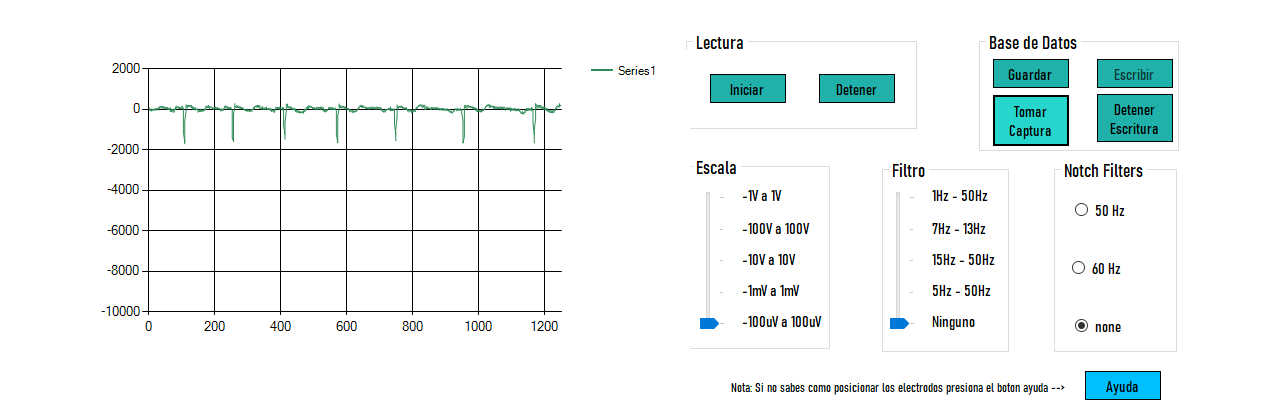 2000
0
-2000
-4000
-6000
-8000
-10000
0 200 400 600 800 1000 1200
Series1
Lectura
Iniciar Detener
Base de Datos
Guardar Escribir
Tomar
Captura
Detener
Escritura
Escala
-1V a 1V
-100V a 100V
-10V a 10V
-1mV a 1mV
-100uV a 100uV
Filtro
1Hz - 50Hz
7Hz - 13Hz
15Hz - 50Hz
5Hz - 50Hz
Ninguno
Notch Filters
50 Hz
60 Hz
none
Nota: Si no sabes como posicionar los electrodos presiona el boton ayuda -->
Ayuda